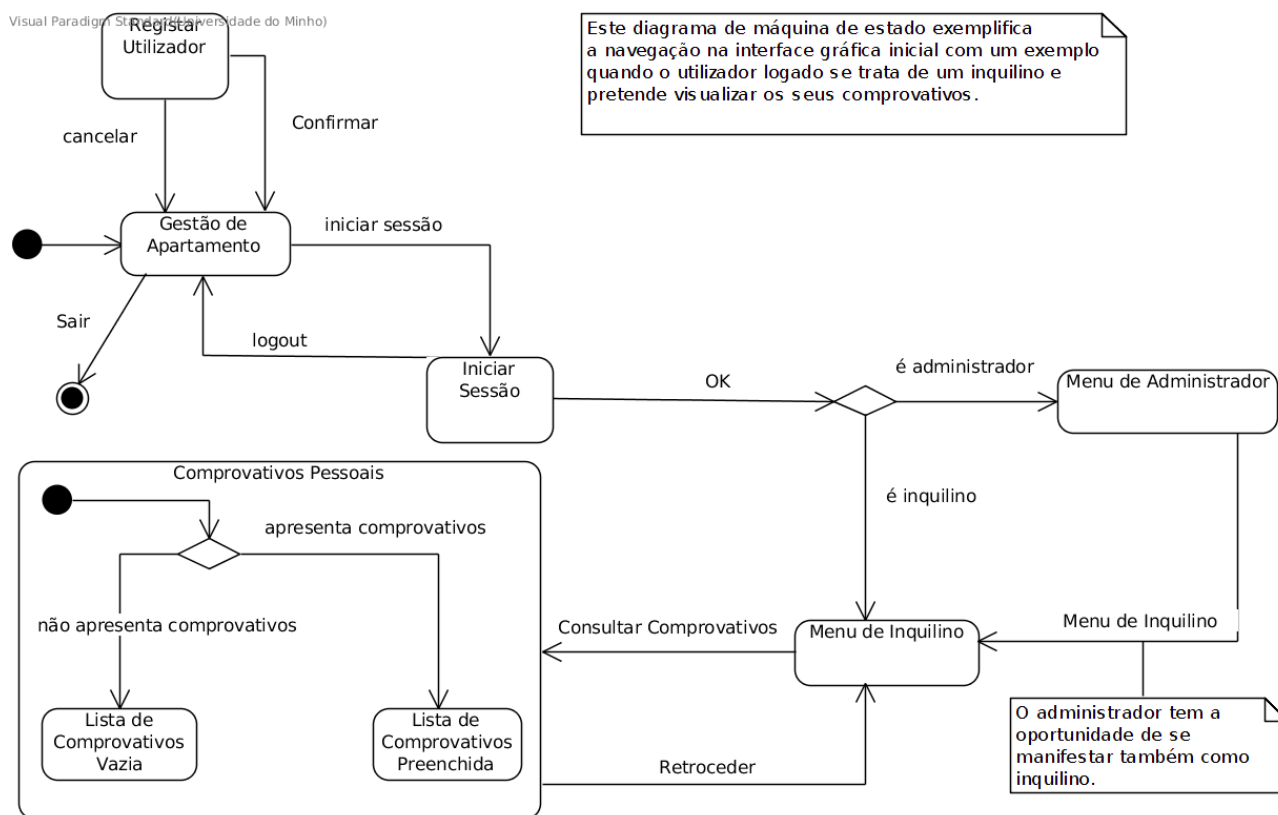 Visual Paradigm Standard(Universidade do Minho)
Registar
Utilizador
Este diagrama de máquina de estado exemplifica
a navegação na interface gráfica inicial com um exemplo
quando o utilizador logado se trata de um inquilino e
pretende visualizar os seus comprovativos.
cancelar
Confirmar
Gestão de
Apartamento
iniciar sessão
Sair
logout
Iniciar
Sessão
OK
é administrador
Menu de Administrador
é inquilino
Comprovativos Pessoais
apresenta comprovativos
não apresenta comprovativos
Consultar Comprovativos
Menu de Inquilino
Menu de Inquilino
Lista de
Comprovativos
Vazia
Lista de
Comprovativos
Preenchida
Retroceder
O administrador tem a
oportunidade de se
manifestar também como
inquilino.